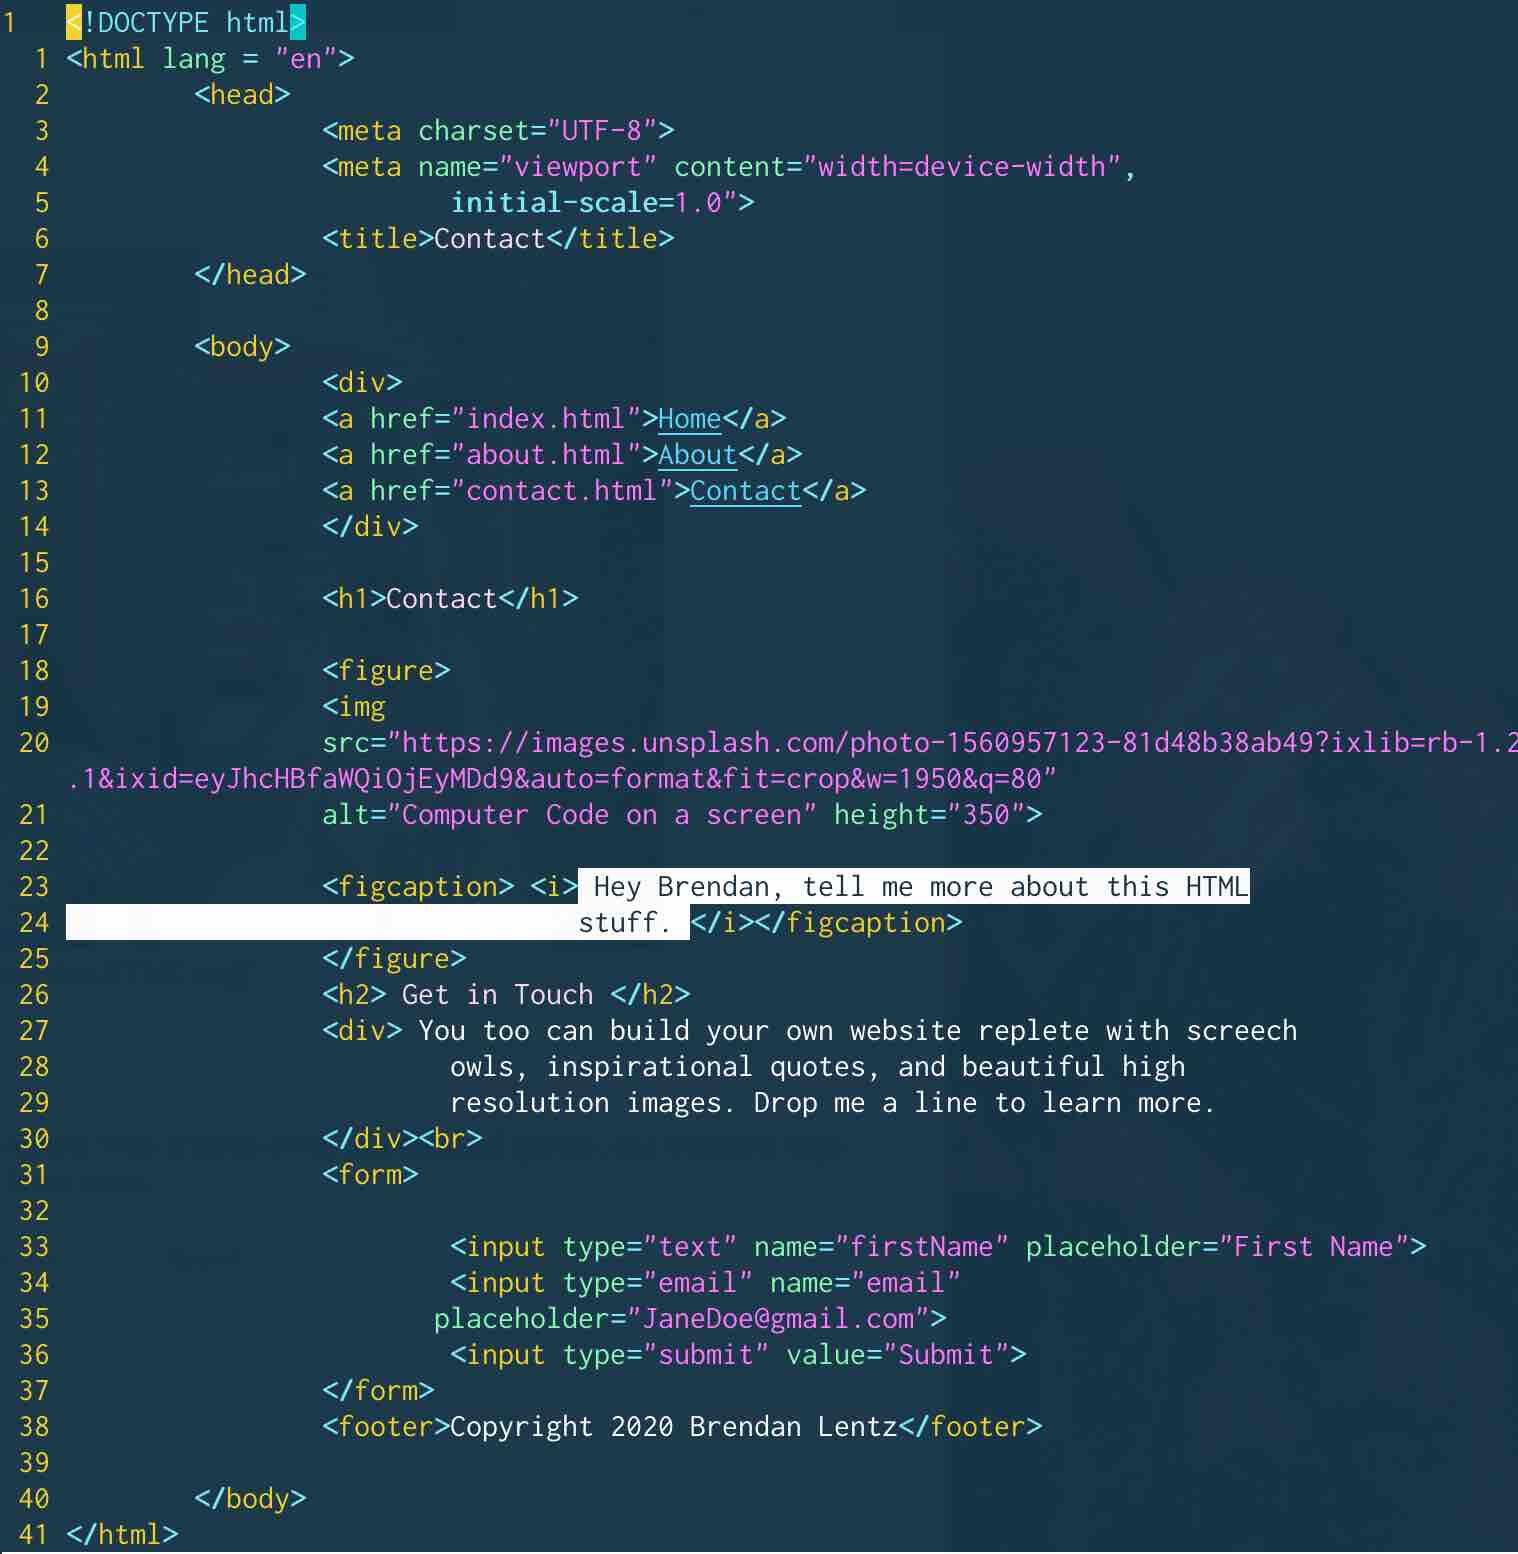 1 <!DOCTYPE html>
1 <html lang = "en">
2 <head>
3 <meta charset="UTF-8">
4 <meta name="viewport" content="width=device-width",
5 initial-scale=1.0">
6 <title>Contact</title>
7 </head>
8
9 <body>
10 <div>
11 <a href="index.html">Home</a>
12 <a href="about.html">About</a>
13 <a href="contact.html">Contact</a>
14 </div>
15
16 <h1>Contact</h1>
17
18 <figure>
19 <img
20 src="https://images.unsplash.com/photo-1560957123-81d48b38ab49?ixlib=rb-1.2
.1&ixid=eyJhcHBfaWQiOjEyMDd9&auto=format&fit=crop&w=1950&q=80"
21 alt="Computer Code on a screen" height="350">
22
23 <figcaption> <i> Hey Brendan, tell me more about this HTML
24 stuff. </i></figcaption>
25 </figure>
26 <h2> Get in Touch </h2>
27 <div> You too can build your own website replete with screech
28 owls, inspirational quotes, and beautiful high
29 resolution images. Drop me a line to learn more.
30 </div><br>
31 <form>
32
33 <input type="text" name="firstName" placeholder="First Name">
34 <input type="email" name="email"
35 placeholder="JaneDoe@gmail.com">
36 <input type="submit" value="Submit">
37 </form>
38 <footer>Copyright 2020 Brendan Lentz</footer>
39
40 </body>
41 </html>